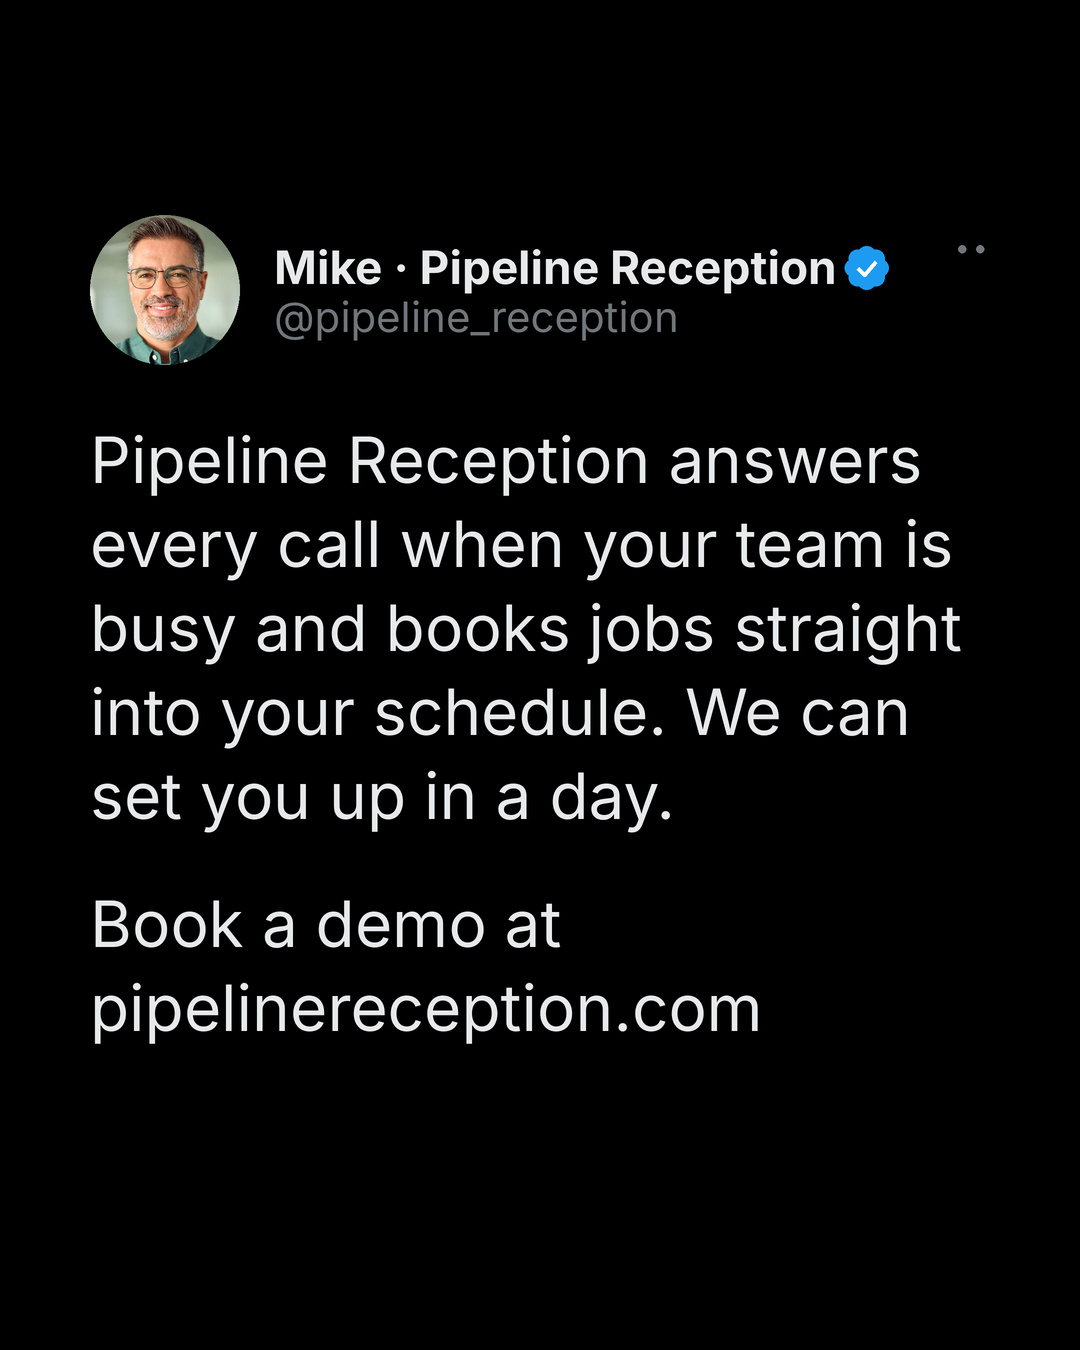 Mike · Pipeline Reception
@pipeline_reception
Pipeline Reception answers
every call when your team is
busy and books jobs straight
into your schedule. We can
set you up in a day.
Book a demo at
pipelinereception.com